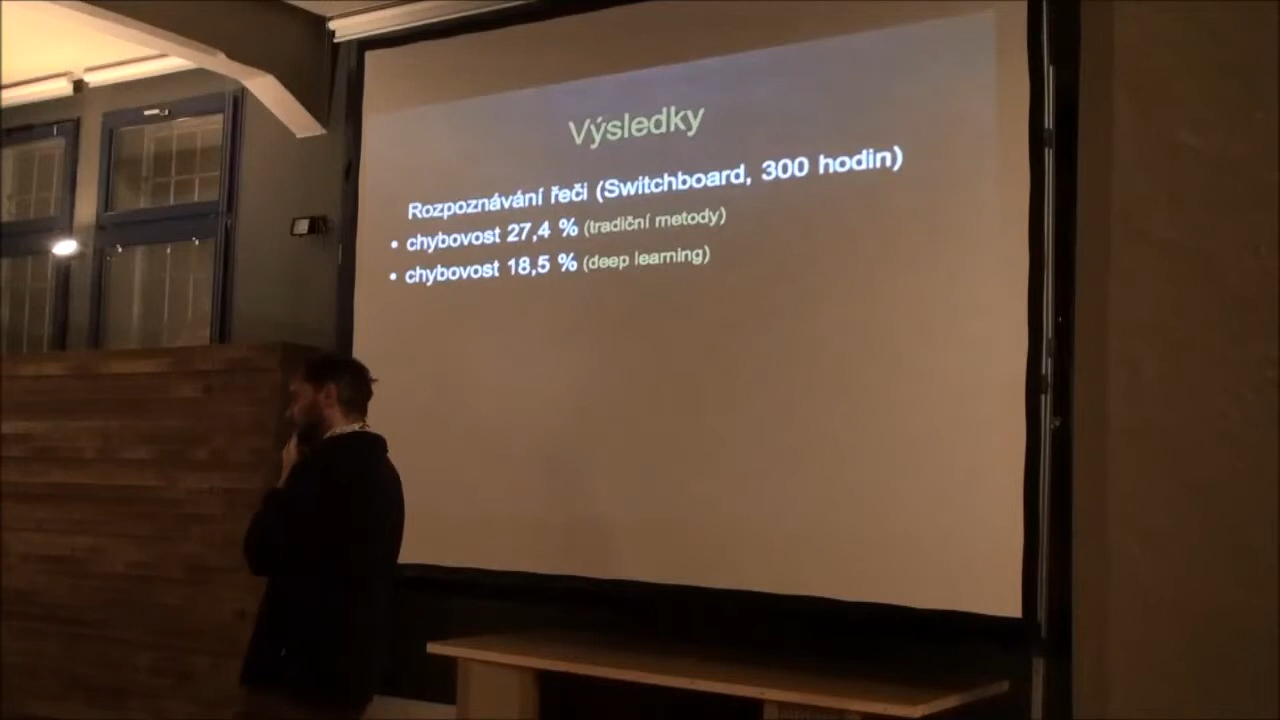 Výsledky
Rozpoznávání řeči (Switchboard, 300 hodin)
• chybovost 27,4 % (tradiční metody)
• chybovost 18,5 % (deep learning)